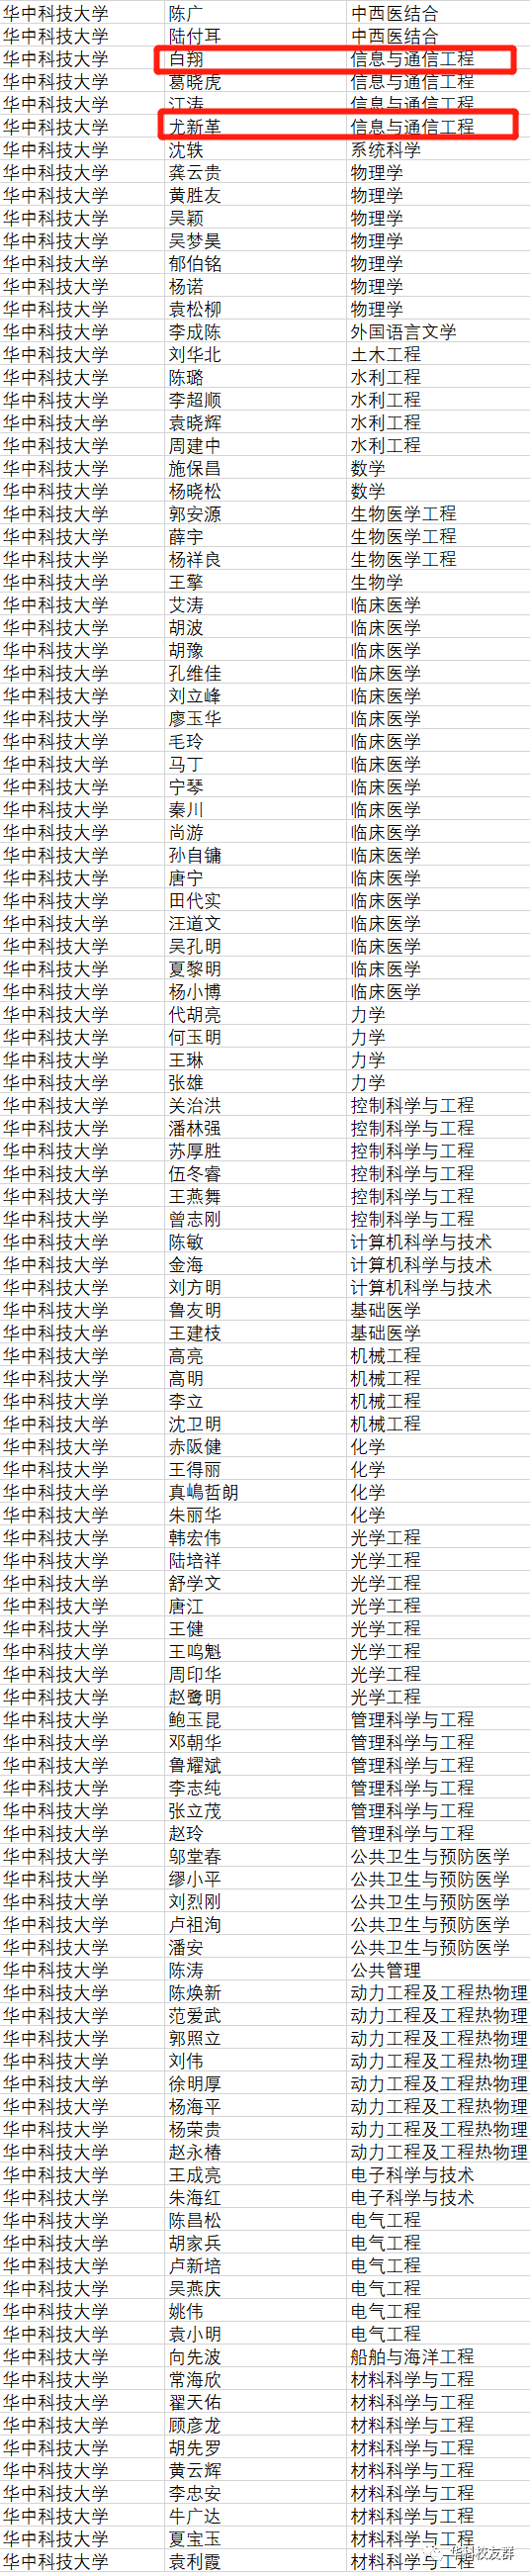 华中科技大学 陈广 中西医结合
华中科技大学 陆付耳 中西医结合
华中科技大学 白翔 信息与通信工程
华中科技大学 葛晓虎 信息与通信工程
华中科技大学 江涛 信息与通信工程
华中科技大学 尤新革 信息与通信工程
华中科技大学 沈轶 系统科学
华中科技大学 龚云贵 物理学
华中科技大学 黄胜友 物理学
华中科技大学 吴颖 物理学
华中科技大学 吴梦昊 物理学
华中科技大学 郁伯铭 物理学
华中科技大学 杨诺 物理学
华中科技大学 袁松柳 物理学
华中科技大学 李成陈 外国语言文学
华中科技大学 刘华北 土木工程
华中科技大学 陈璐 水利工程
华中科技大学 李超顺 水利工程
华中科技大学 袁晓辉 水利工程
华中科技大学 周建中 水利工程
华中科技大学 施保昌 数学
华中科技大学 杨晓松 数学
华中科技大学 郭安源 生物医学工程
华中科技大学 薛宇 生物医学工程
华中科技大学 杨祥良 生物医学工程
华中科技大学 王擎 生物学
华中科技大学 艾涛 临床医学
华中科技大学 胡波 临床医学
华中科技大学 胡豫 临床医学
华中科技大学 孔维佳 临床医学
华中科技大学 刘立峰 临床医学
华中科技大学 廖玉华 临床医学
华中科技大学 毛玲 临床医学
华中科技大学 马丁 临床医学
华中科技大学 宁琴 临床医学
华中科技大学 秦川 临床医学
华中科技大学 尚游 临床医学
华中科技大学 孙自镛 临床医学
华中科技大学 唐宁 临床医学
华中科技大学 田代实 临床医学
华中科技大学 汪道文 临床医学
华中科技大学 吴孔明 临床医学
华中科技大学 夏黎明 临床医学
华中科技大学 杨小博 临床医学
华中科技大学 代胡亮 力学
华中科技大学 何玉明 力学
华中科技大学 王琳 力学
华中科技大学 张雄 力学
华中科技大学 关治洪 控制科学与工程
华中科技大学 潘林强 控制科学与工程
华中科技大学 苏厚胜 控制科学与工程
华中科技大学 伍冬睿 控制科学与工程
华中科技大学 王燕舞 控制科学与工程
华中科技大学 曾志刚 控制科学与工程
华中科技大学 陈敏 计算机科学与技术
华中科技大学 金海 计算机科学与技术
华中科技大学 刘方明 计算机科学与技术
华中科技大学 鲁友明 基础医学
华中科技大学 王建枝 基础医学
华中科技大学 高亮 机械工程
华中科技大学 高明 机械工程
华中科技大学 李立 机械工程
华中科技大学 沈卫明 机械工程
华中科技大学 赤阪健 化学
华中科技大学 王得丽 化学
华中科技大学 真嶋哲朗 化学
华中科技大学 朱丽华 化学
华中科技大学 韩宏伟 光学工程
华中科技大学 陆培祥 光学工程
华中科技大学 舒学文 光学工程
华中科技大学 唐江 光学工程
华中科技大学 王健 光学工程
华中科技大学 王鸣魁 光学工程
华中科技大学 周印华 光学工程
华中科技大学 赵鹭明 光学工程
华中科技大学 鲍玉昆 管理科学与工程
华中科技大学 邓朝华 管理科学与工程
华中科技大学 鲁耀斌 管理科学与工程
华中科技大学 李志纯 管理科学与工程
华中科技大学 张立茂 管理科学与工程
华中科技大学 赵玲 管理科学与工程
华中科技大学 邬堂春 公共卫生与预防医学
华中科技大学 缪小平 公共卫生与预防医学
华中科技大学 刘烈刚 公共卫生与预防医学
华中科技大学 卢祖洵 公共卫生与预防医学
华中科技大学 潘安 公共卫生与预防医学
华中科技大学 陈涛 公共管理
华中科技大学 陈焕新 动力工程及工程热物理
华中科技大学 范爱武 动力工程及工程热物理
华中科技大学 郭照立 动力工程及工程热物理
华中科技大学 刘伟 动力工程及工程热物理
华中科技大学 徐明厚 动力工程及工程热物理
华中科技大学 杨海平 动力工程及工程热物理
华中科技大学 杨荣贵 动力工程及工程热物理
华中科技大学 赵永椿 动力工程及工程热物理
华中科技大学 王成亮 电子科学与技术
华中科技大学 朱海红 电子科学与技术
华中科技大学 陈昌松 电气工程
华中科技大学 胡家兵 电气工程
华中科技大学 卢新培 电气工程
华中科技大学 吴燕庆 电气工程
华中科技大学 姚伟 电气工程
华中科技大学 袁小明 电气工程
华中科技大学 向先波 船舶与海洋工程
华中科技大学 常海欣 材料科学与工程
华中科技大学 翟天佑 材料科学与工程
华中科技大学 顾彦龙 材料科学与工程
华中科技大学 胡先罗 材料科学与工程
华中科技大学 黄云辉 材料科学与工程
华中科技大学 李忠安 材料科学与工程
华中科技大学 牛广达 材料科学与工程
华中科技大学 夏宝玉 材料科学与工程
华中科技大学 袁利霞 材料科学与工程
华科校友群